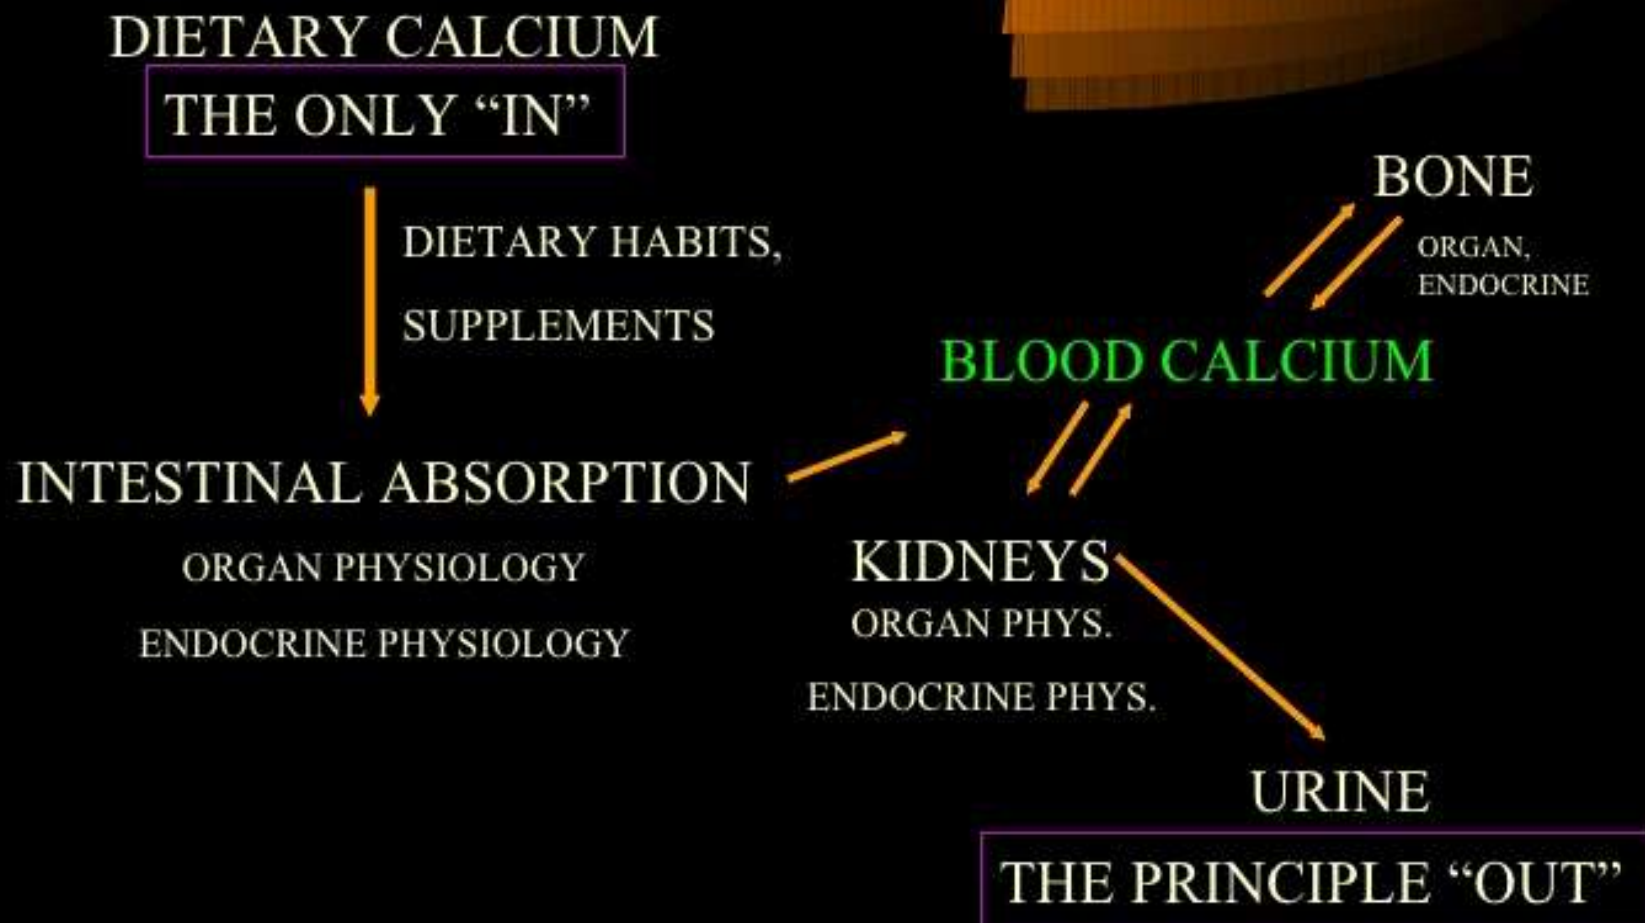 DIETARY CALCIUM
THE ONLY “IN”
DIETARY HABITS,
SUPPLEMENTS
INTESTINAL ABSORPTION
ORGAN PHYSIOLOGY
ENDOCRINE PHYSIOLOGY
BONE
ORGAN,
ENDOCRINE
BLOOD CALCIUM
KIDNEYS
ORGAN PHYS.
ENDOCRINE PHYS.
URINE
THE PRINCIPLE “OUT”